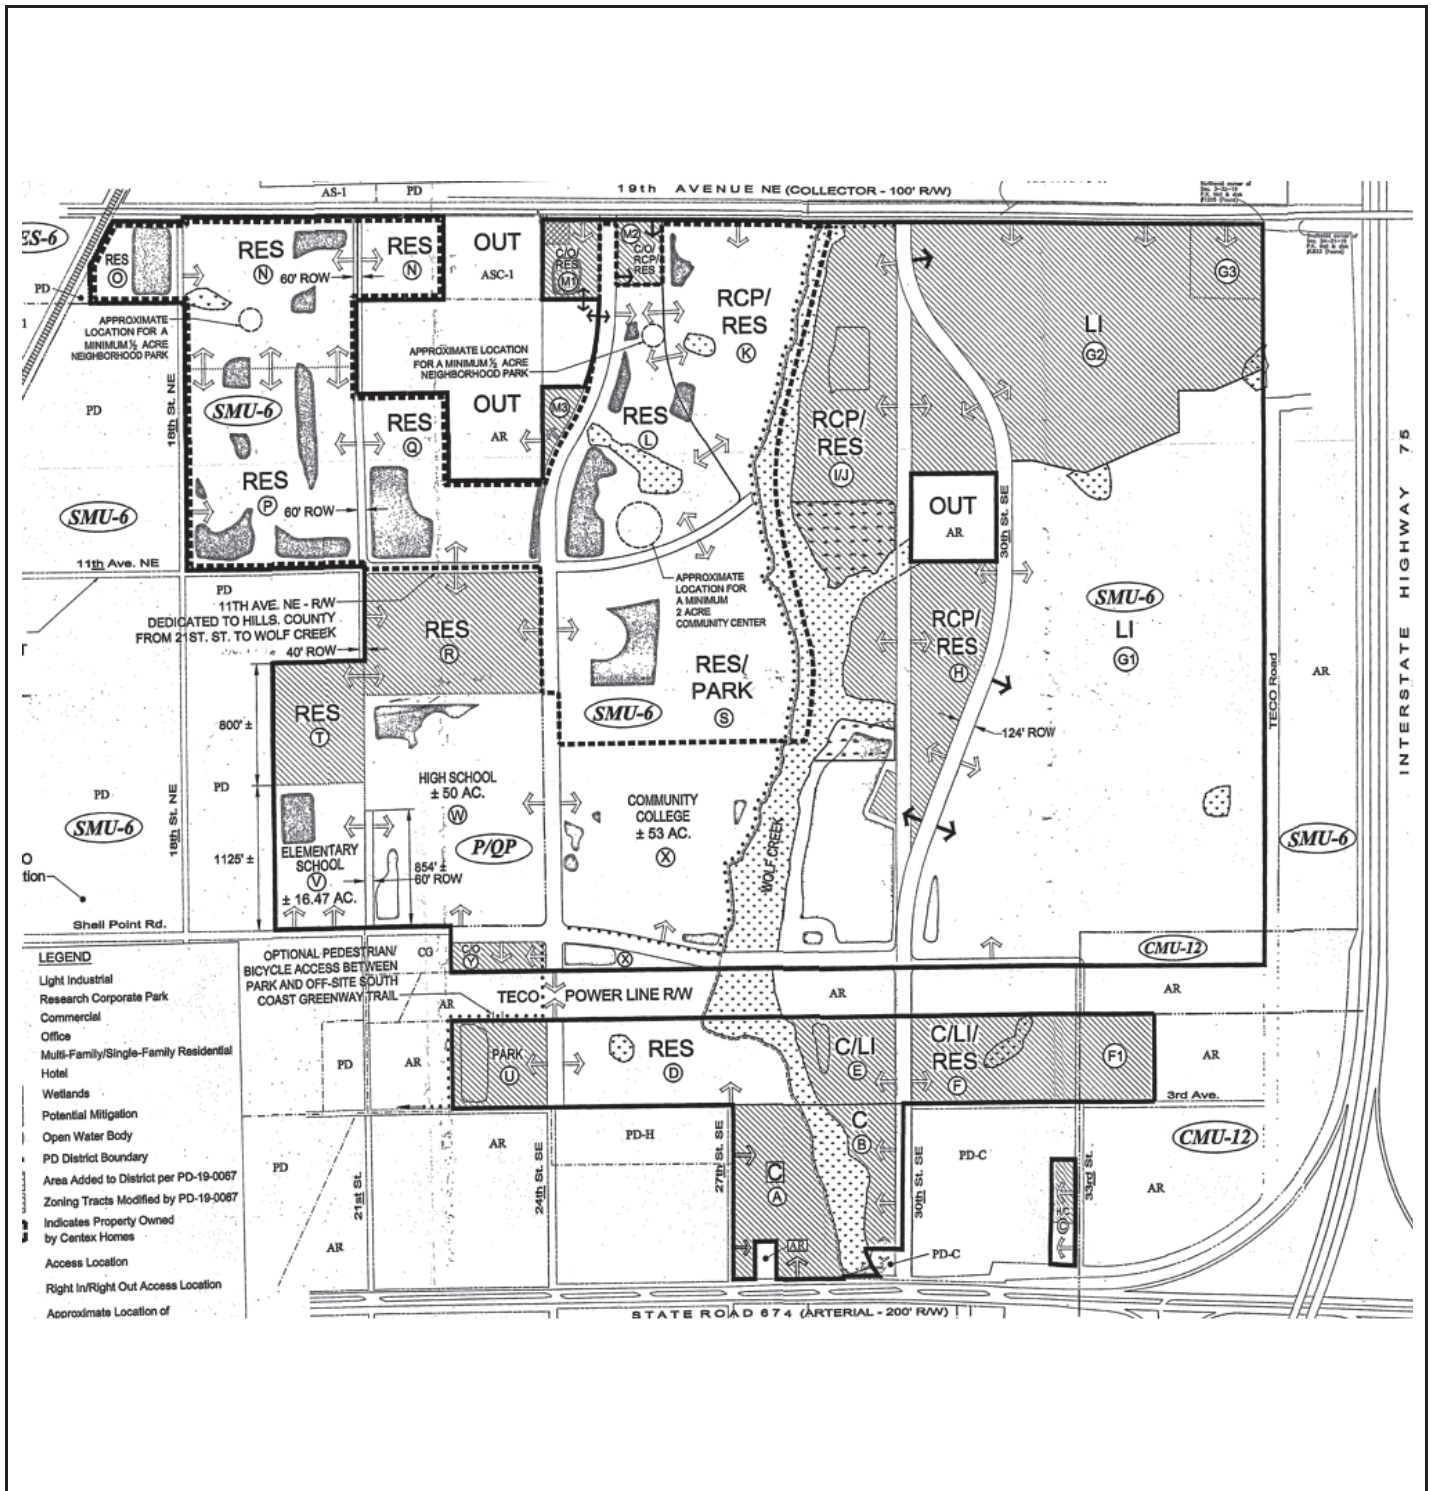 AS-1
PD
19th AVENUE NE (COLLECTOR - 100' R/W)
ES-6
RES
O
RES
N
60' ROW
RES
N
OUT
ASC-1
C/O/
RES
M1
M2
C/O/
RCP/
RES
RCP/
RES
K
G3
LI
G2
PD
APPROXIMATE
LOCATION FOR A
MINIMUM ½ ACRE
NEIGHBORHOOD PARK
APPROXIMATE LOCATION
FOR A MINIMUM ½ ACRE
NEIGHBORHOOD PARK
PD
18th St. NE
SMU-6
RES
Q
OUT
AR
M3
RES
L
RCP/
RES
I/J
INTERSTATE HIGHWAY 75
SMU-6
RES
P
60' ROW
OUT
AR
30th St. SE
11th Ave. NE
PD
11TH AVE. NE - R/W
DEDICATED TO HILLS. COUNTY
FROM 21ST. ST. TO WOLF CREEK
40' ROW
RES
R
APPROXIMATE
LOCATION FOR
A MINIMUM
2 ACRE
COMMUNITY CENTER
RES/
PARK
S
SMU-6
RCP/
RES
H
SMU-6
LI
G1
TECO Road
AR
800' ±
RES
T
124' ROW
PD
PD
SMU-6
18th St. NE
HIGH SCHOOL
± 50 AC.
W
P/QP
COMMUNITY
COLLEGE
± 53 AC.
X
WOLF CREEK
SMU-6
1125' ±
ELEMENTARY
SCHOOL
V
± 16.47 AC.
854' ±
60' ROW
O
tion
Shell Point Rd.
CMU-12
LEGEND
Light Industrial
Research Corporate Park
Commercial
Office
Multi-Family/Single-Family Residential
Hotel
Wetlands
Potential Mitigation
Open Water Body
PD District Boundary
Area Added to District per PD-19-0067
Zoning Tracts Modified by PD-19-0067
Indicates Property Owned
by Centex Homes
Access Location
Right In/Right Out Access Location
Approximate Location of
OPTIONAL PEDESTRIAN/
BICYCLE ACCESS BETWEEN
PARK AND OFF-SITE SOUTH
COAST GREENWAY TRAIL
CG
C/O
Y
X
AR
TECO POWER LINE R/W
AR
AR
PD
AR
PARK
U
RES
D
C/LI
E
C/LI/
RES
F
F1
AR
3rd Ave.
PD
AR
PD-H
C
B
PD-C
CMU-12
21st St.
24th St. SE
27th St. SE
C
A
30th St. SE
33rd St.
AR
AR
AR
PD-C
STATE ROAD 674 (ARTERIAL - 200' R/W)